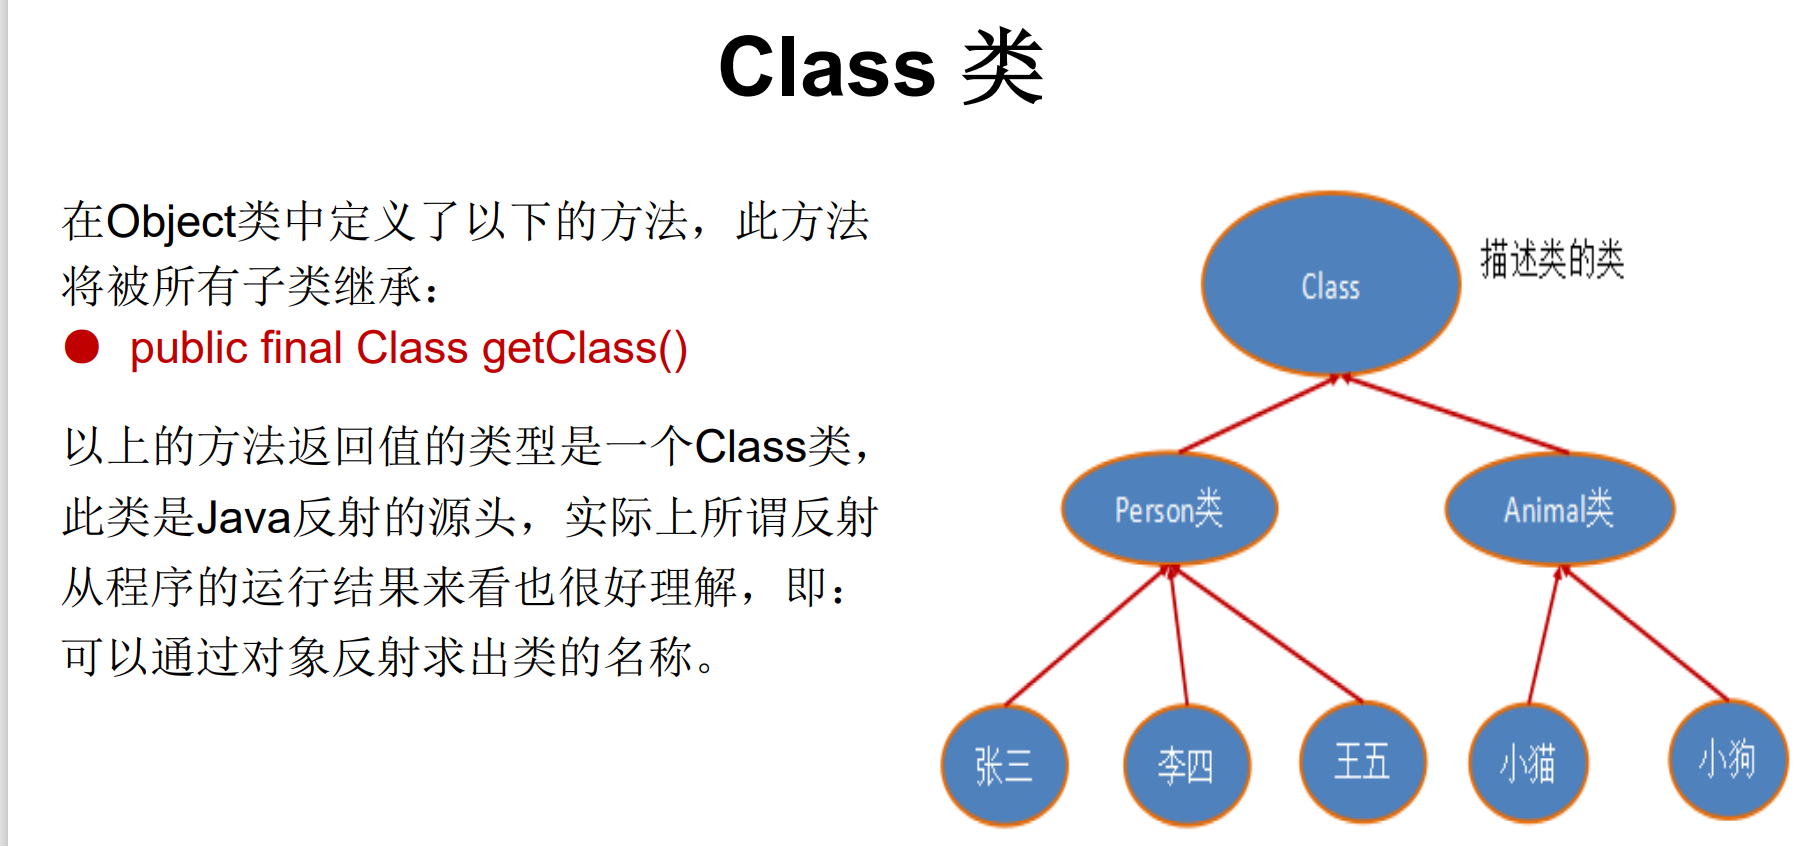 Class 类
在Object类中定义了以下的方法，此方法
将被所有子类继承：
● public final Class getClass()
以上的方法返回值的类型是一个Class类，
此类是Java反射的源头，实际上所谓反射
从程序的运行结果来看也很好理解，即：
可以通过对象反射求出类的名称。
Class
描述类的类
Person类
Animal类
张三
李四
王五
小猫
小狗